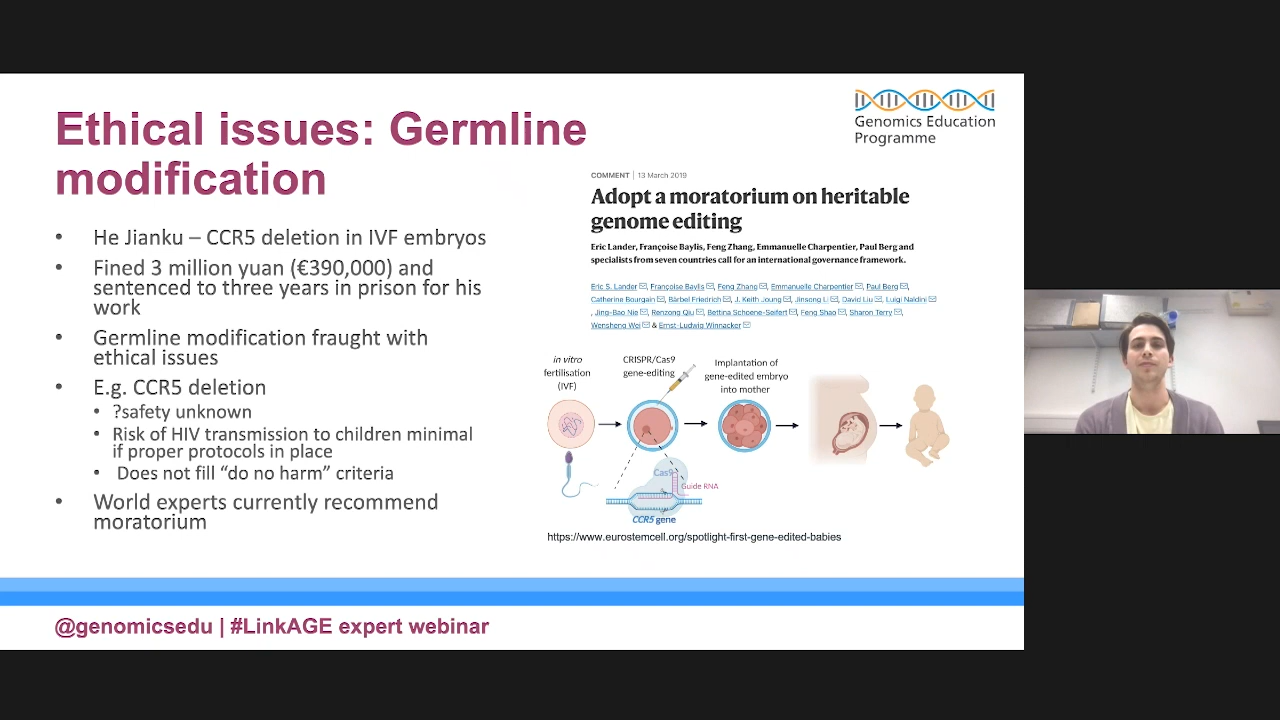 Ethical issues: Germline
modification
Genomics Education
Programme
• He Jianku – CCR5 deletion in IVF embryos
• Fined 3 million yuan (€390,000) and
sentenced to three years in prison for his
work
• Germline modification fraught with
ethical issues
• E.g. CCR5 deletion
• ?safety unknown
• Risk of HIV transmission to children minimal
if proper protocols in place
• Does not fill “do no harm” criteria
• World experts currently recommend
moratorium
COMMENT | 13 March 2019
Adopt a moratorium on heritable
genome editing
Eric Lander, Françoise Baylis, Feng Zhang, Emmanuelle Charpentier, Paul Berg and
specialists from seven countries call for an international governance framework.
Eric S. Lander, Françoise Baylis, Feng Zhang, Emmanuelle Charpentier, Paul Berg,
Catherine Bourgain, Bärbel Friedrich, J. Keith Joung, Jinsong Li, David Liu, Luigi Naldini
, Jing-Bao Nie, Renzong Qiu, Bettina Schoene-Seifert, Feng Shao, Sharon Terry,
Wensheng Wei & Ernst-Ludwig Winnacker
in vitro
fertilisation
(IVF)
CRISPR/Cas9
gene-editing
Implantation of
gene-edited embryo
into mother
Cas9
Guide RNA
CCR5 gene
https://www.eurostemcell.org/spotlight-first-gene-edited-babies
@genomicsedu | #LinkAGE expert webinar